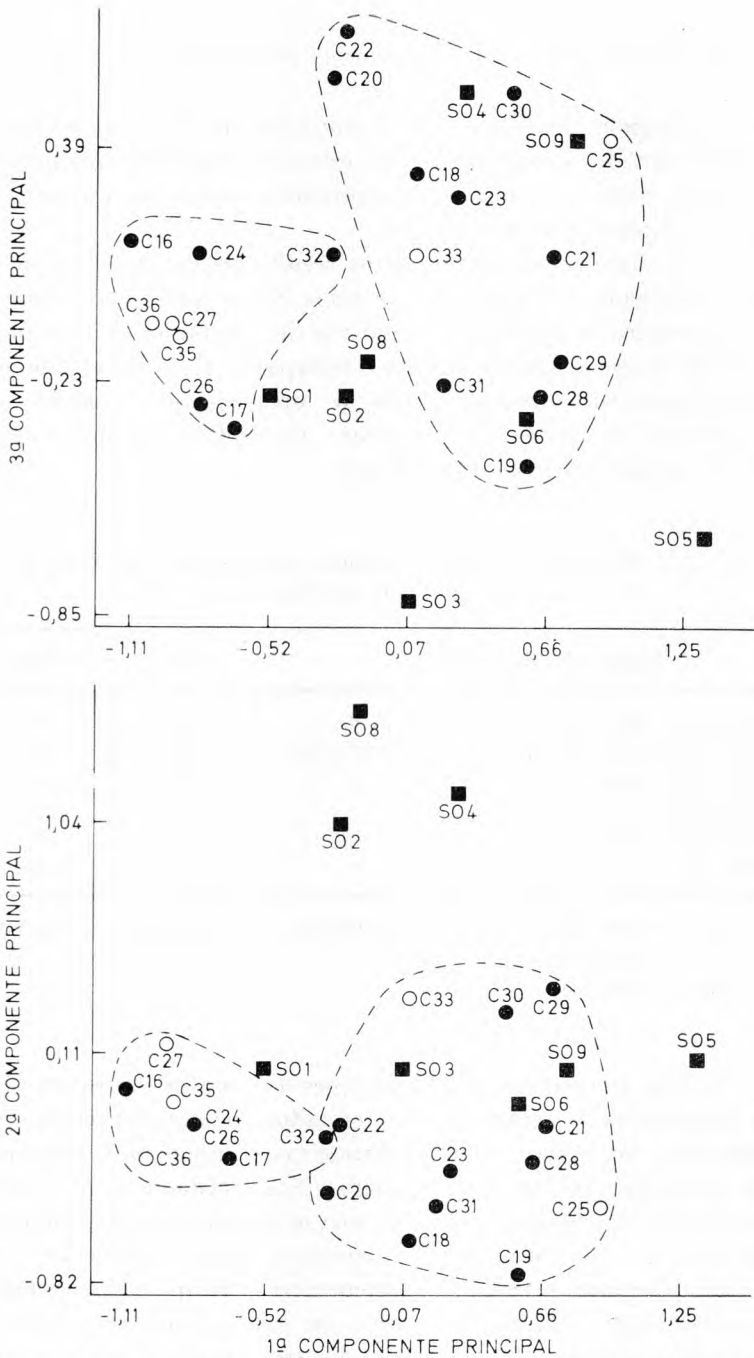 C22
C20
SO4 C30
0,39
SO9
C25
C18
C23
C16 C24 C32 C33 C21
C36 C27
C35
SO8
C29
-0,23
C26
C17
SO1
SO2
C31
C28
SO6
C19
SO5
SO3
-0,85
-1,11 -0,52 0,07 0,66 1,25
3ª COMPONENTE PRINCIPAL
SO8
SO4
1,04
SO2
C33
C30
C29
0,11
C27
SO1
SO3
SO9
SO5
C16
C35
SO6
C24
C26
C32
C22
C21
C36
C17
C23
C28
C20
C31
C25
C18
C19
-0,82
-1,11 -0,52 0,07 0,66 1,25
2ª COMPONENTE PRINCIPAL
1ª COMPONENTE PRINCIPAL